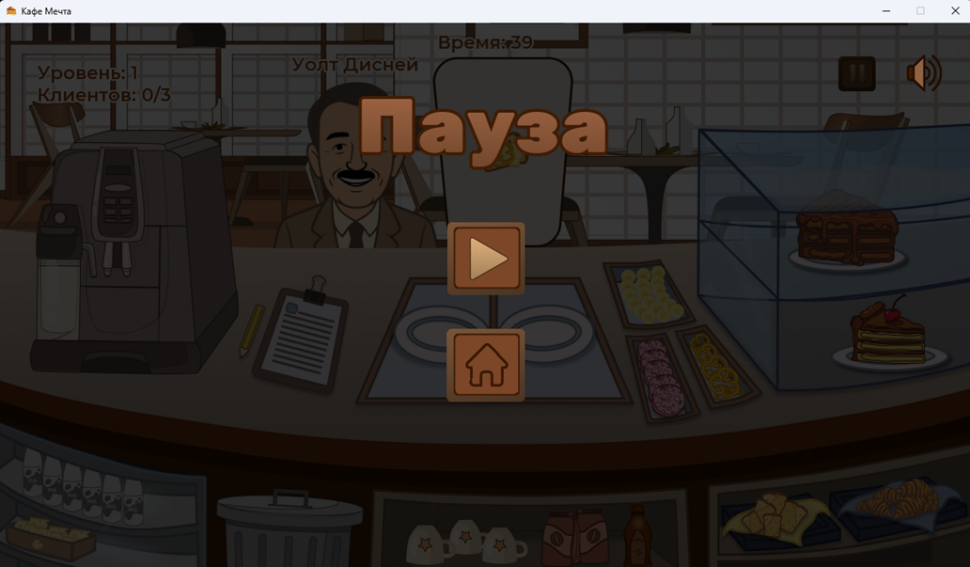 Кафе Мечта
Время: 39
Уолт Дисней
Уровень: 1
Клиентов: 0/3
Пауза